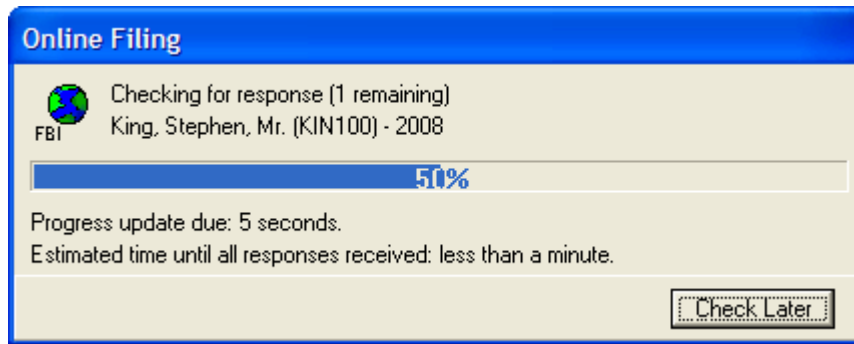 Online Filing
Checking for response (1 remaining)
King, Stephen, Mr. (KIN100) - 2008
FBI
50%
Progress update due: 5 seconds.
Estimated time until all responses received: less than a minute.
Check Later